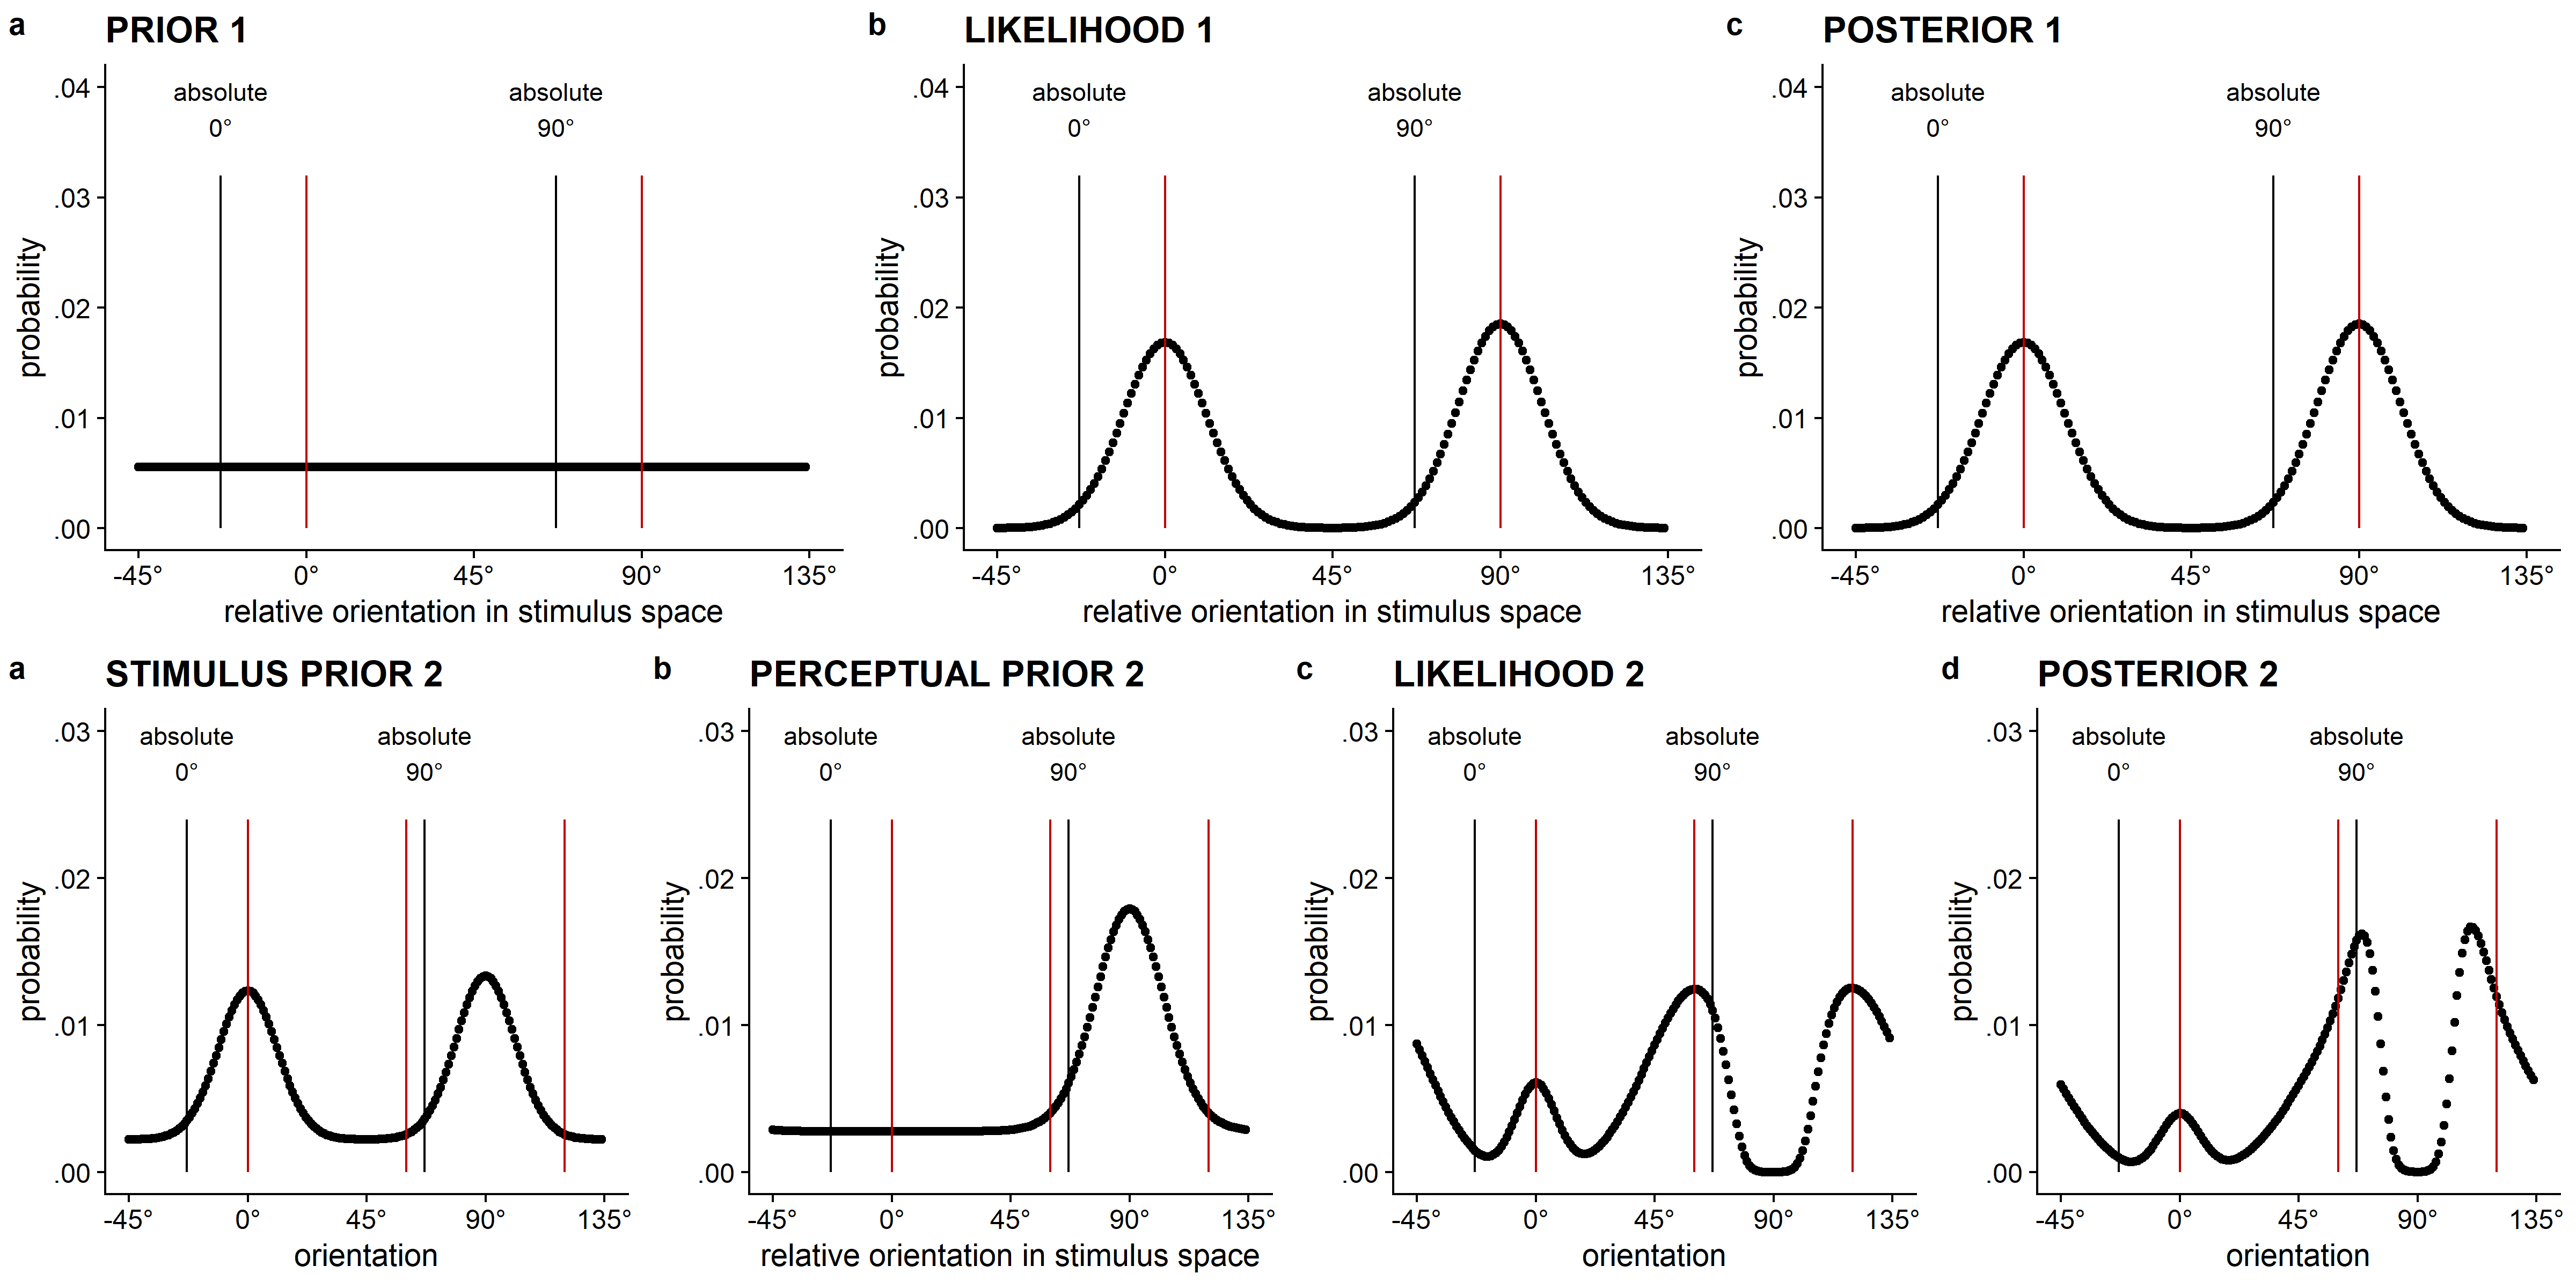 a PRIOR 1
.04
.03
.02
.01
.00
absolute absolute
0° 90°
probability
-45° 0° 45° 90° 135°
relative orientation in stimulus space
b LIKELIHOOD 1
.04
.03
.02
.01
.00
absolute absolute
0° 90°
probability
-45° 0° 45° 90° 135°
relative orientation in stimulus space
c POSTERIOR 1
.04
.03
.02
.01
.00
absolute absolute
0° 90°
probability
-45° 0° 45° 90° 135°
relative orientation in stimulus space
a STIMULUS PRIOR 2
.03
.02
.01
.00
absolute absolute
0° 90°
probability
-45° 0° 45° 90° 135°
orientation
b PERCEPTUAL PRIOR 2
.03
.02
.01
.00
absolute absolute
0° 90°
probability
-45° 0° 45° 90° 135°
relative orientation in stimulus space
c LIKELIHOOD 2
.03
.02
.01
.00
absolute absolute
0° 90°
probability
-45° 0° 45° 90° 135°
orientation
d POSTERIOR 2
.03
.02
.01
.00
absolute absolute
0° 90°
probability
-45° 0° 45° 90° 135°
orientation